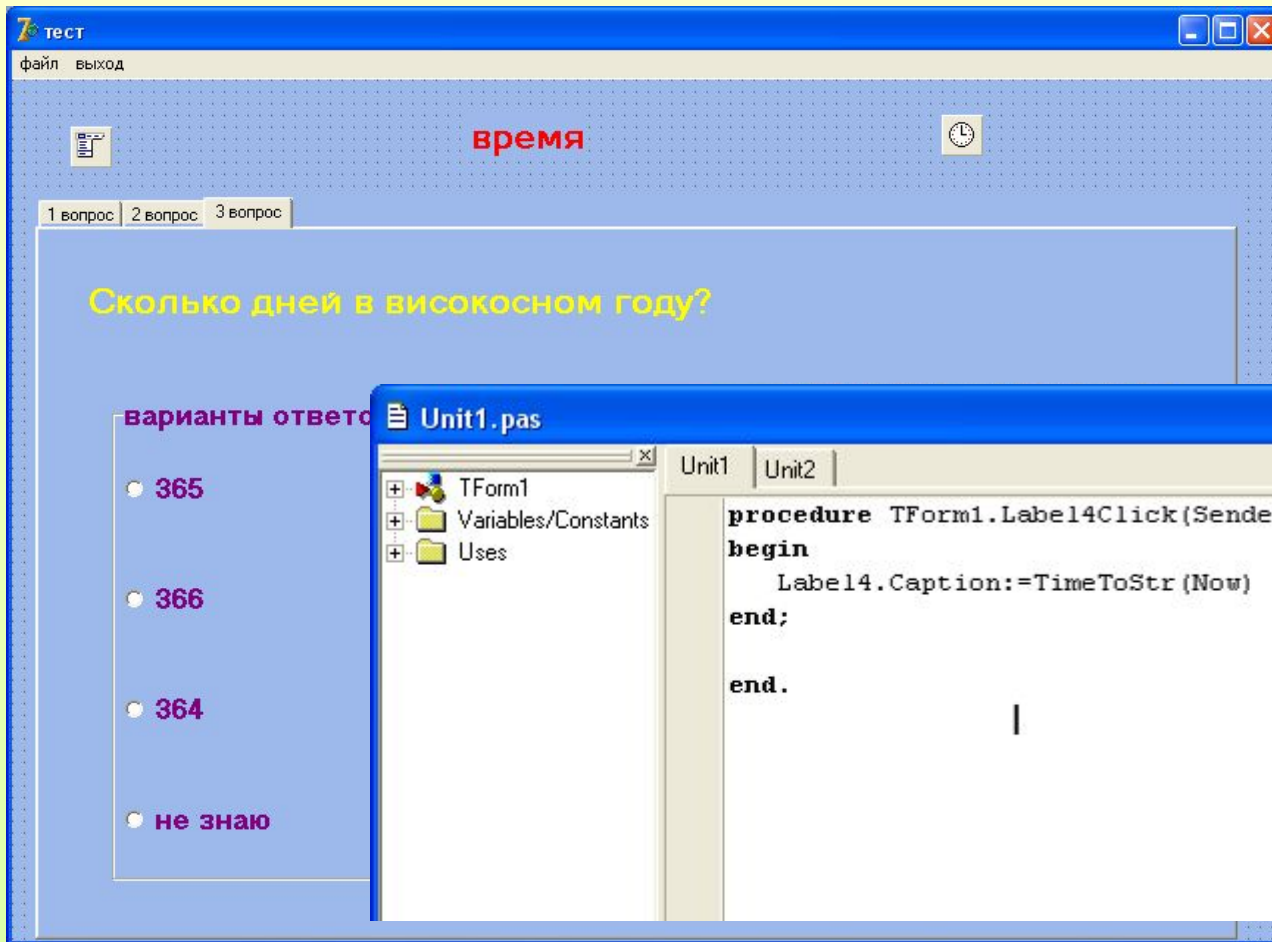 тест
файл выход
время
1 вопрос 2 вопрос 3 вопрос
Сколько дней в високосном году?
варианты ответо
365
366
364
не знаю
Unit1.pas
TForm1
Variables/Constants
Uses
Unit1 Unit2
procedure TForm1.Label4Click(Sende
begin
Label4.Caption:=TimeToStr(Now)
end;
end.